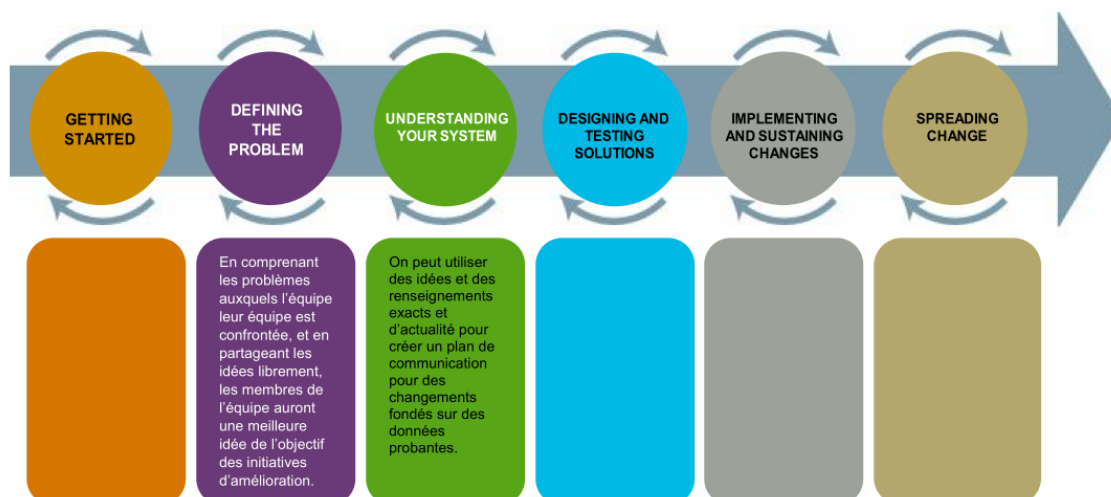 GETTING
STARTED
DEFINING
THE
PROBLEM
UNDERSTANDING
YOUR SYSTEM
DESIGNING AND
TESTING
SOLUTIONS
IMPLEMENTING
AND SUSTAINING
CHANGES
SPREADING
CHANGE
En comprenant
les problèmes
auxquels l’équipe
leur équipe est
confrontée, et en
partageant les
idées librement,
les membres de
l’équipe auront
une meilleure
idée de l’objectif
des initiatives
d’amélioration.
On peut utiliser
des idées et des
renseignements
exacts et
d’actualité pour
créer un plan de
communication
pour des
changements
fondés sur des
données
probantes.